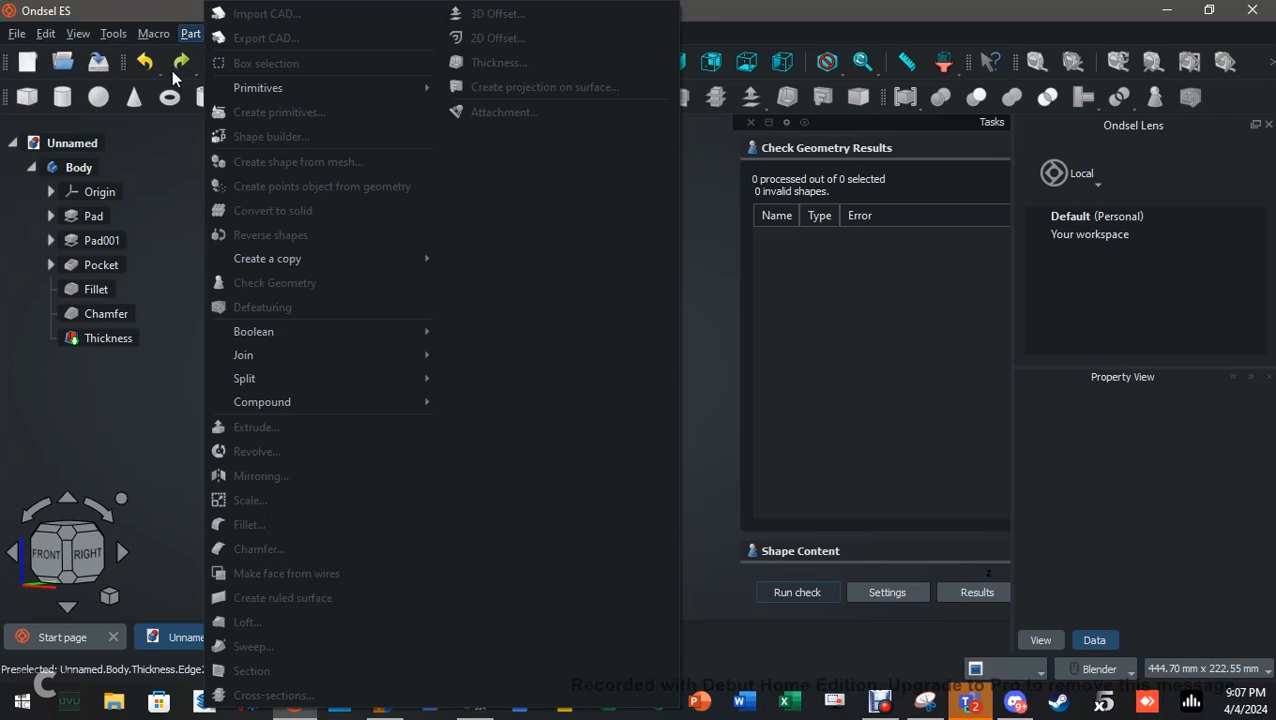 Ondsel ES
File Edit View Tools Macro Part
Import CAD...
Export CAD...
Box selection
Primitives
Create primitives...
Shape builder...
Create shape from mesh...
Create points object from geometry
Convert to solid
Reverse shapes
Create a copy
Check Geometry
Defeaturing
Boolean
Join
Split
Compound
Extrude...
Revolve...
Mirroring...
Scale...
Fillet...
Chamfer...
Make face from wires
Create ruled surface
Loft...
Sweep...
Section
Cross-sections...
3D Offset...
2D Offset...
Thickness...
Create projection on surface...
Attachment...
Unnamed
Body
Origin
Pad
Pad001
Pocket
Fillet
Chamfer
Thickness
FRONT RIGHT
Tasks
Check Geometry Results
0 processed out of 0 selected
0 invalid shapes.
Name Type Error
Shape Content
z
Run check Settings Results
Ondsel Lens
Local
Default (Personal)
Your workspace
Property View
View Data
Start page Unname
Preselected: Unnamed.Body.Thickness.Edge2
Blender 444.70 mm x 222.55 mm
Recorded with Debut Home Edition. Upgrade to Pro to remove this message
9:07 PM
4/4/2024